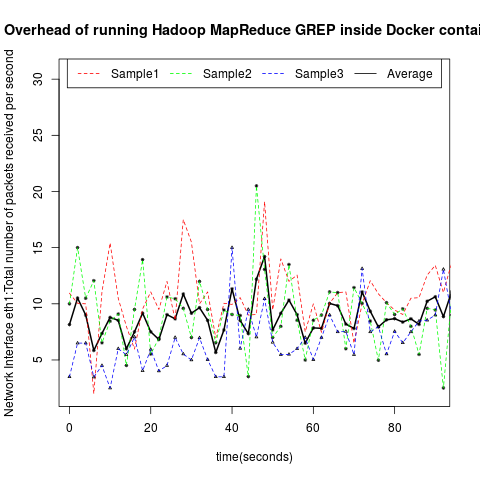 Overhead of running Hadoop MapReduce GREP inside Docker contai
Sample1 Sample2 Sample3 Average
Network Interface eth1:Total number of packets received per second
30
25
20
15
10
5
0 20 40 60 80
time(seconds)